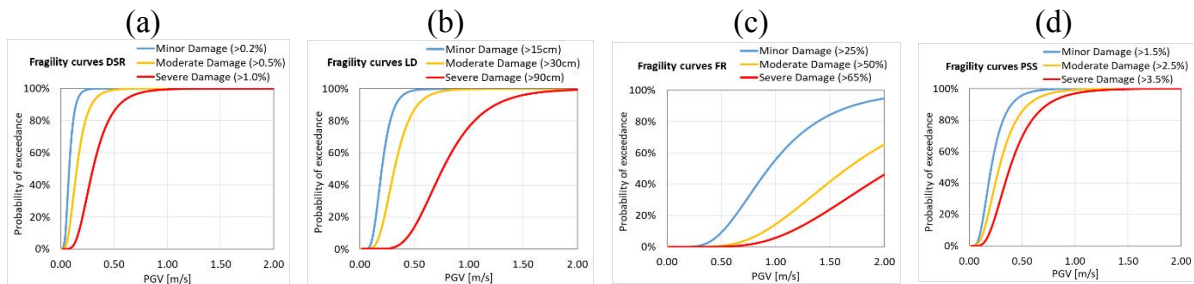 (a)
Fragility curves DSR
Minor Damage (>0.2%)
Moderate Damage (>0.5%)
Severe Damage (>1.0%)
100%
80%
60%
40%
20%
0%
Probability of exceedance
0.00 0.50 1.00 1.50 2.00
PGV [m/s]
(b)
Fragility curves LD
Minor Damage (>15cm)
Moderate Damage (>30cm)
Severe Damage (>90cm)
100%
80%
60%
40%
20%
0%
Probability of exceedance
0.00 0.50 1.00 1.50 2.00
PGV [m/s]
(c)
Fragility curves FR
Minor Damage (>25%)
Moderate Damage (>50%)
Severe Damage (>65%)
100%
80%
60%
40%
20%
0%
Probability of exceedance
0.00 0.50 1.00 1.50 2.00
PGV [m/s]
(d)
Fragility curves PSS
Minor Damage (>1.5%)
Moderate Damage (>2.5%)
Severe Damage (>3.5%)
100%
80%
60%
40%
20%
0%
Probability of exceedance
0.00 0.50 1.00 1.50 2.00
PGV [m/s]